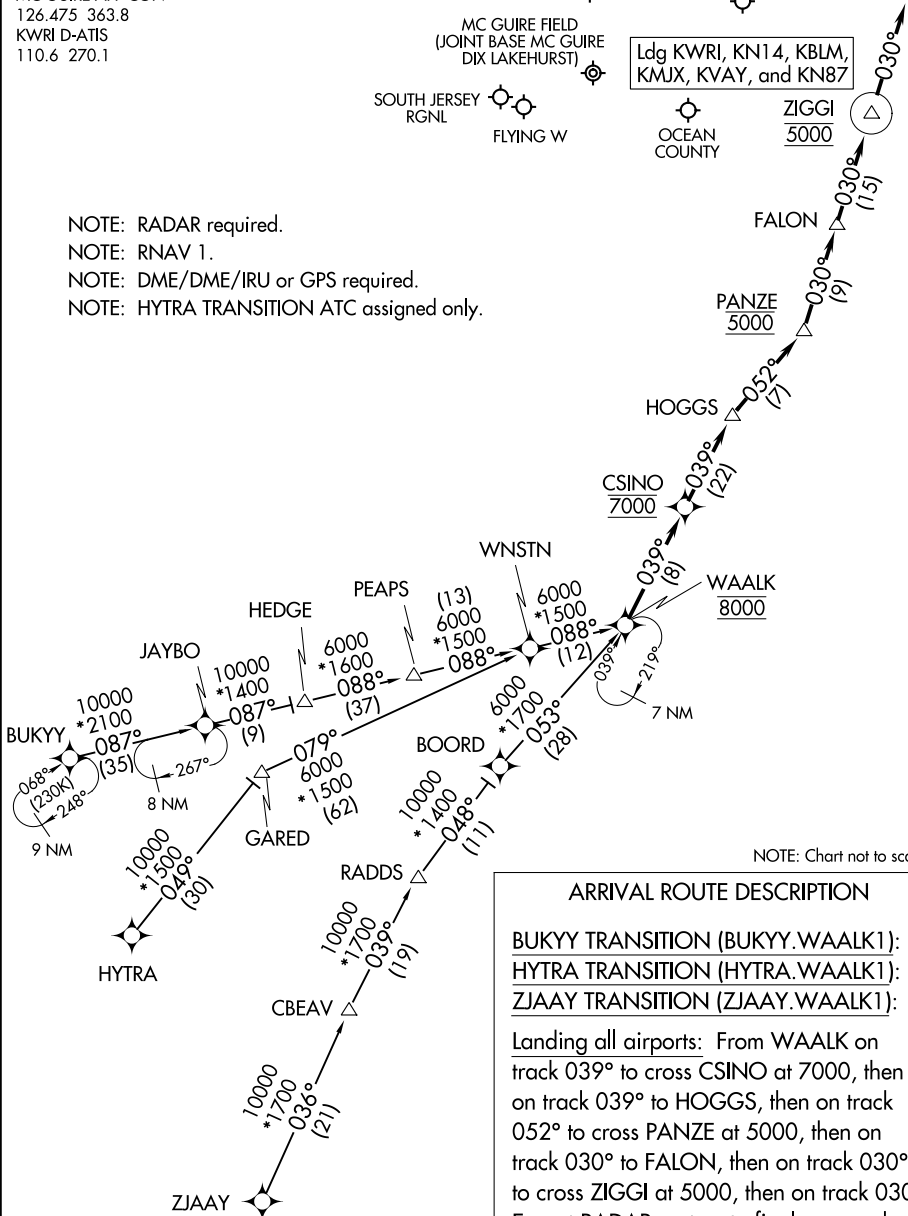 126.475 363.8
KWRI D-ATIS
110.6 270.1
MC GUIRE FIELD
(JOINT BASE MC GUIRE
DIX LAKEHURST)
Ldg KWRI, KN14, KBLM,
KMJX, KVAY, and KN87
SOUTH JERSEY
RGNL
FLYING W
OCEAN
COUNTY
030°
ZIGGI
5000
030°
(15)
FALON
NOTE: RADAR required.
NOTE: RNAV 1.
NOTE: DME/DME/IRU or GPS required.
NOTE: HYTRA TRANSITION ATC assigned only.
030°
(9)
PANZE
5000
052°
(7)
HOGGS
039°
(22)
CSINO
7000
039°
(8)
WAALK
8000
039°
219°
7 NM
WNSTN
6000
*1500
088°
(12)
PEAPS
(13)
6000
*1500
088°
HEDGE
6000
*1600
088°
(37)
JAYBO
10000
*1400
087°
(9)
267°
8 NM
BUKYY
10000
*2100
087°
(35)
068°
(230K)
248°
9 NM
079°
6000
*1500
(62)
GARED
10000
*1500
049°
(30)
HYTRA
6000
*1700
053°
(28)
BOORD
10000
*1400
048°
(11)
RADDS
10000
*1700
039°
(19)
CBEAV
10000
*1700
036°
(21)
ZJAAY
NOTE: Chart not to sca
ARRIVAL ROUTE DESCRIPTION
BUKYY TRANSITION (BUKYY.WAALK1):
HYTRA TRANSITION (HYTRA.WAALK1):
ZJAAY TRANSITION (ZJAAY.WAALK1):
Landing all airports: From WAALK on
track 039° to cross CSINO at 7000, then
on track 039° to HOGGS, then on track
052° to cross PANZE at 5000, then on
track 030° to FALON, then on track 030°
to cross ZIGGI at 5000, then on track 030